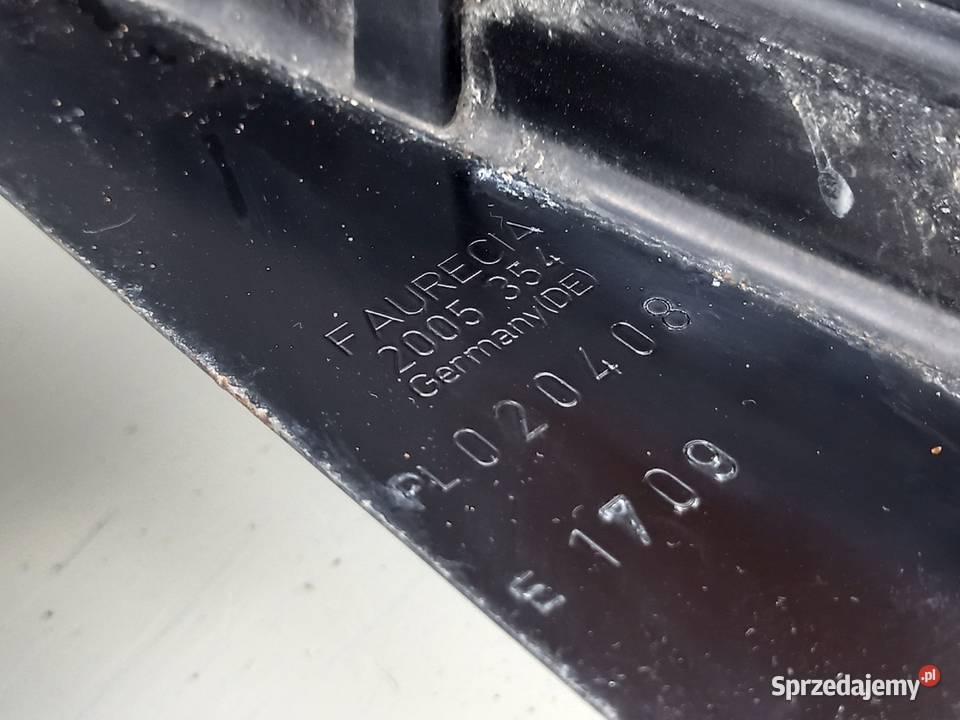 FAURECIA
2005 354
Germany(DE)
PL020408
E 1709
Sprzedajemy.pl